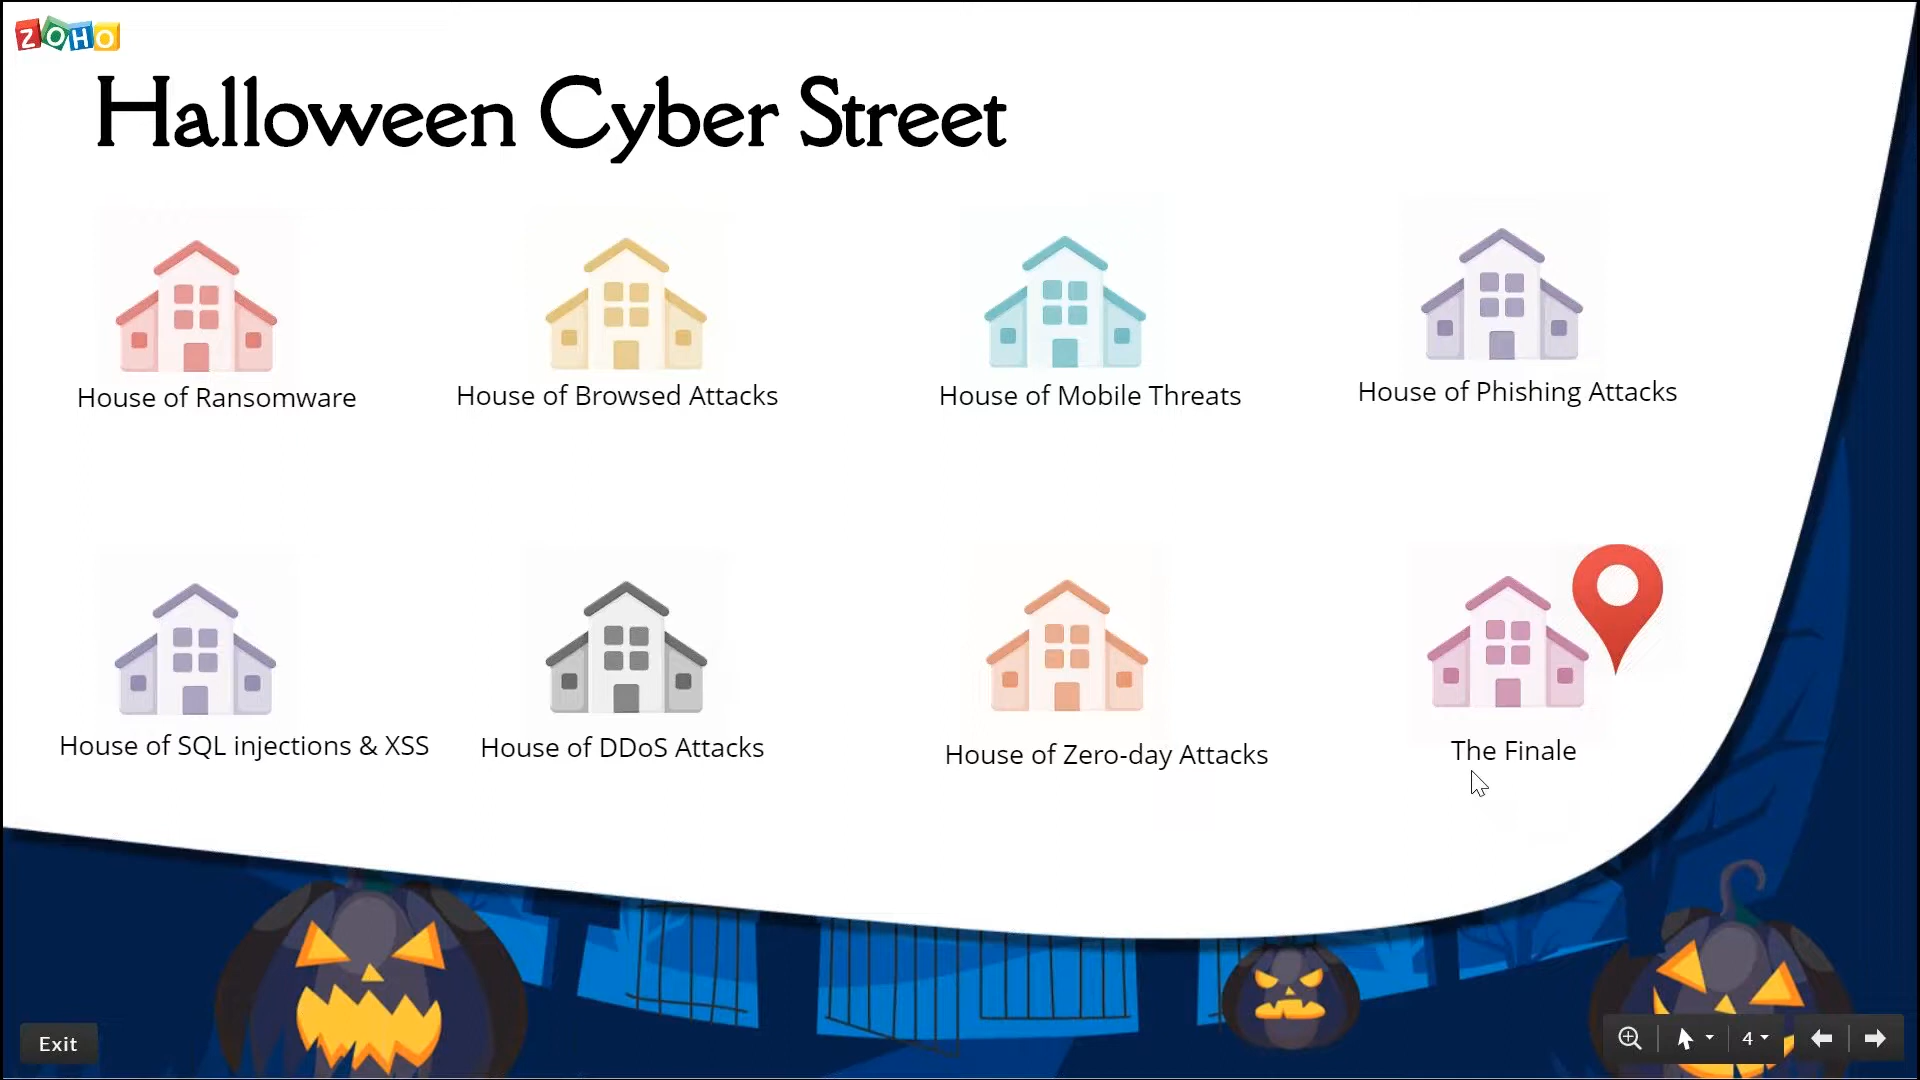 ZOHO
Halloween Cyber Street
House of Ransomware
House of Browsed Attacks
House of Mobile Threats
House of Phishing Attacks
House of SQL injections & XSS
House of DDoS Attacks
House of Zero-day Attacks
The Finale
Exit
4